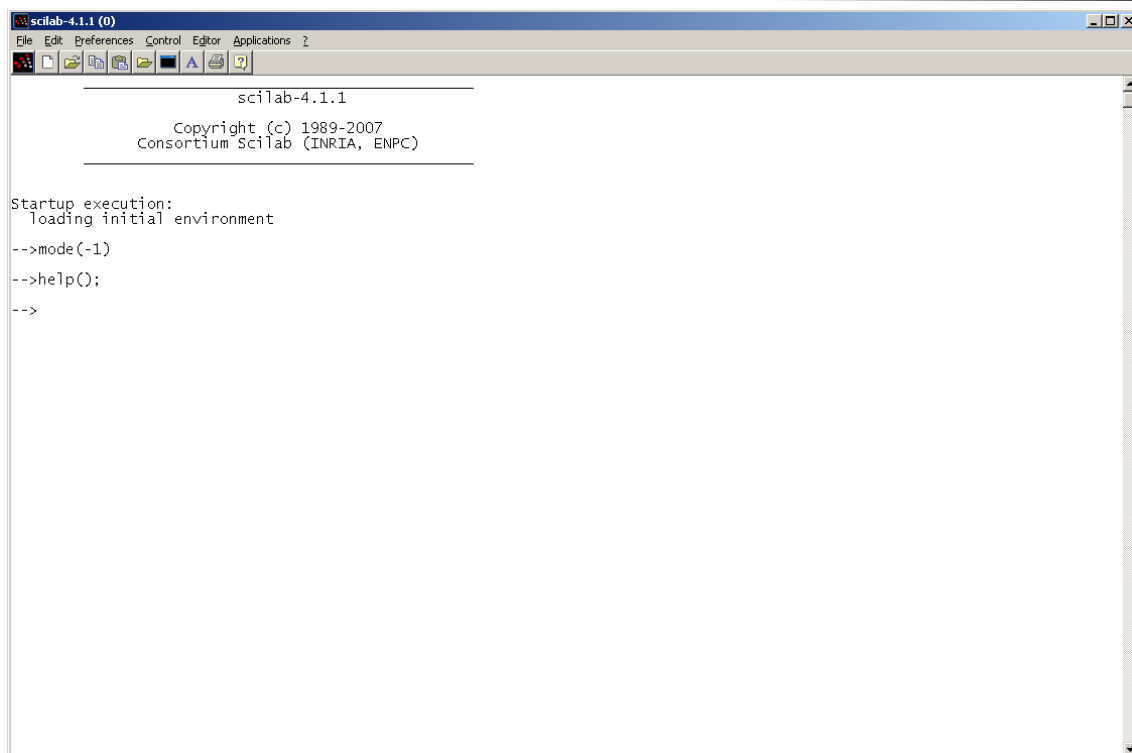 scilab-4.1.1 (0)
File Edit Preferences Control Editor Applications ?
scilab-4.1.1
Copyright (c) 1989-2007
Consortium Scilab (INRIA, ENPC)
Startup execution:
loading initial environment
-->mode(-1)
-->help();
-->